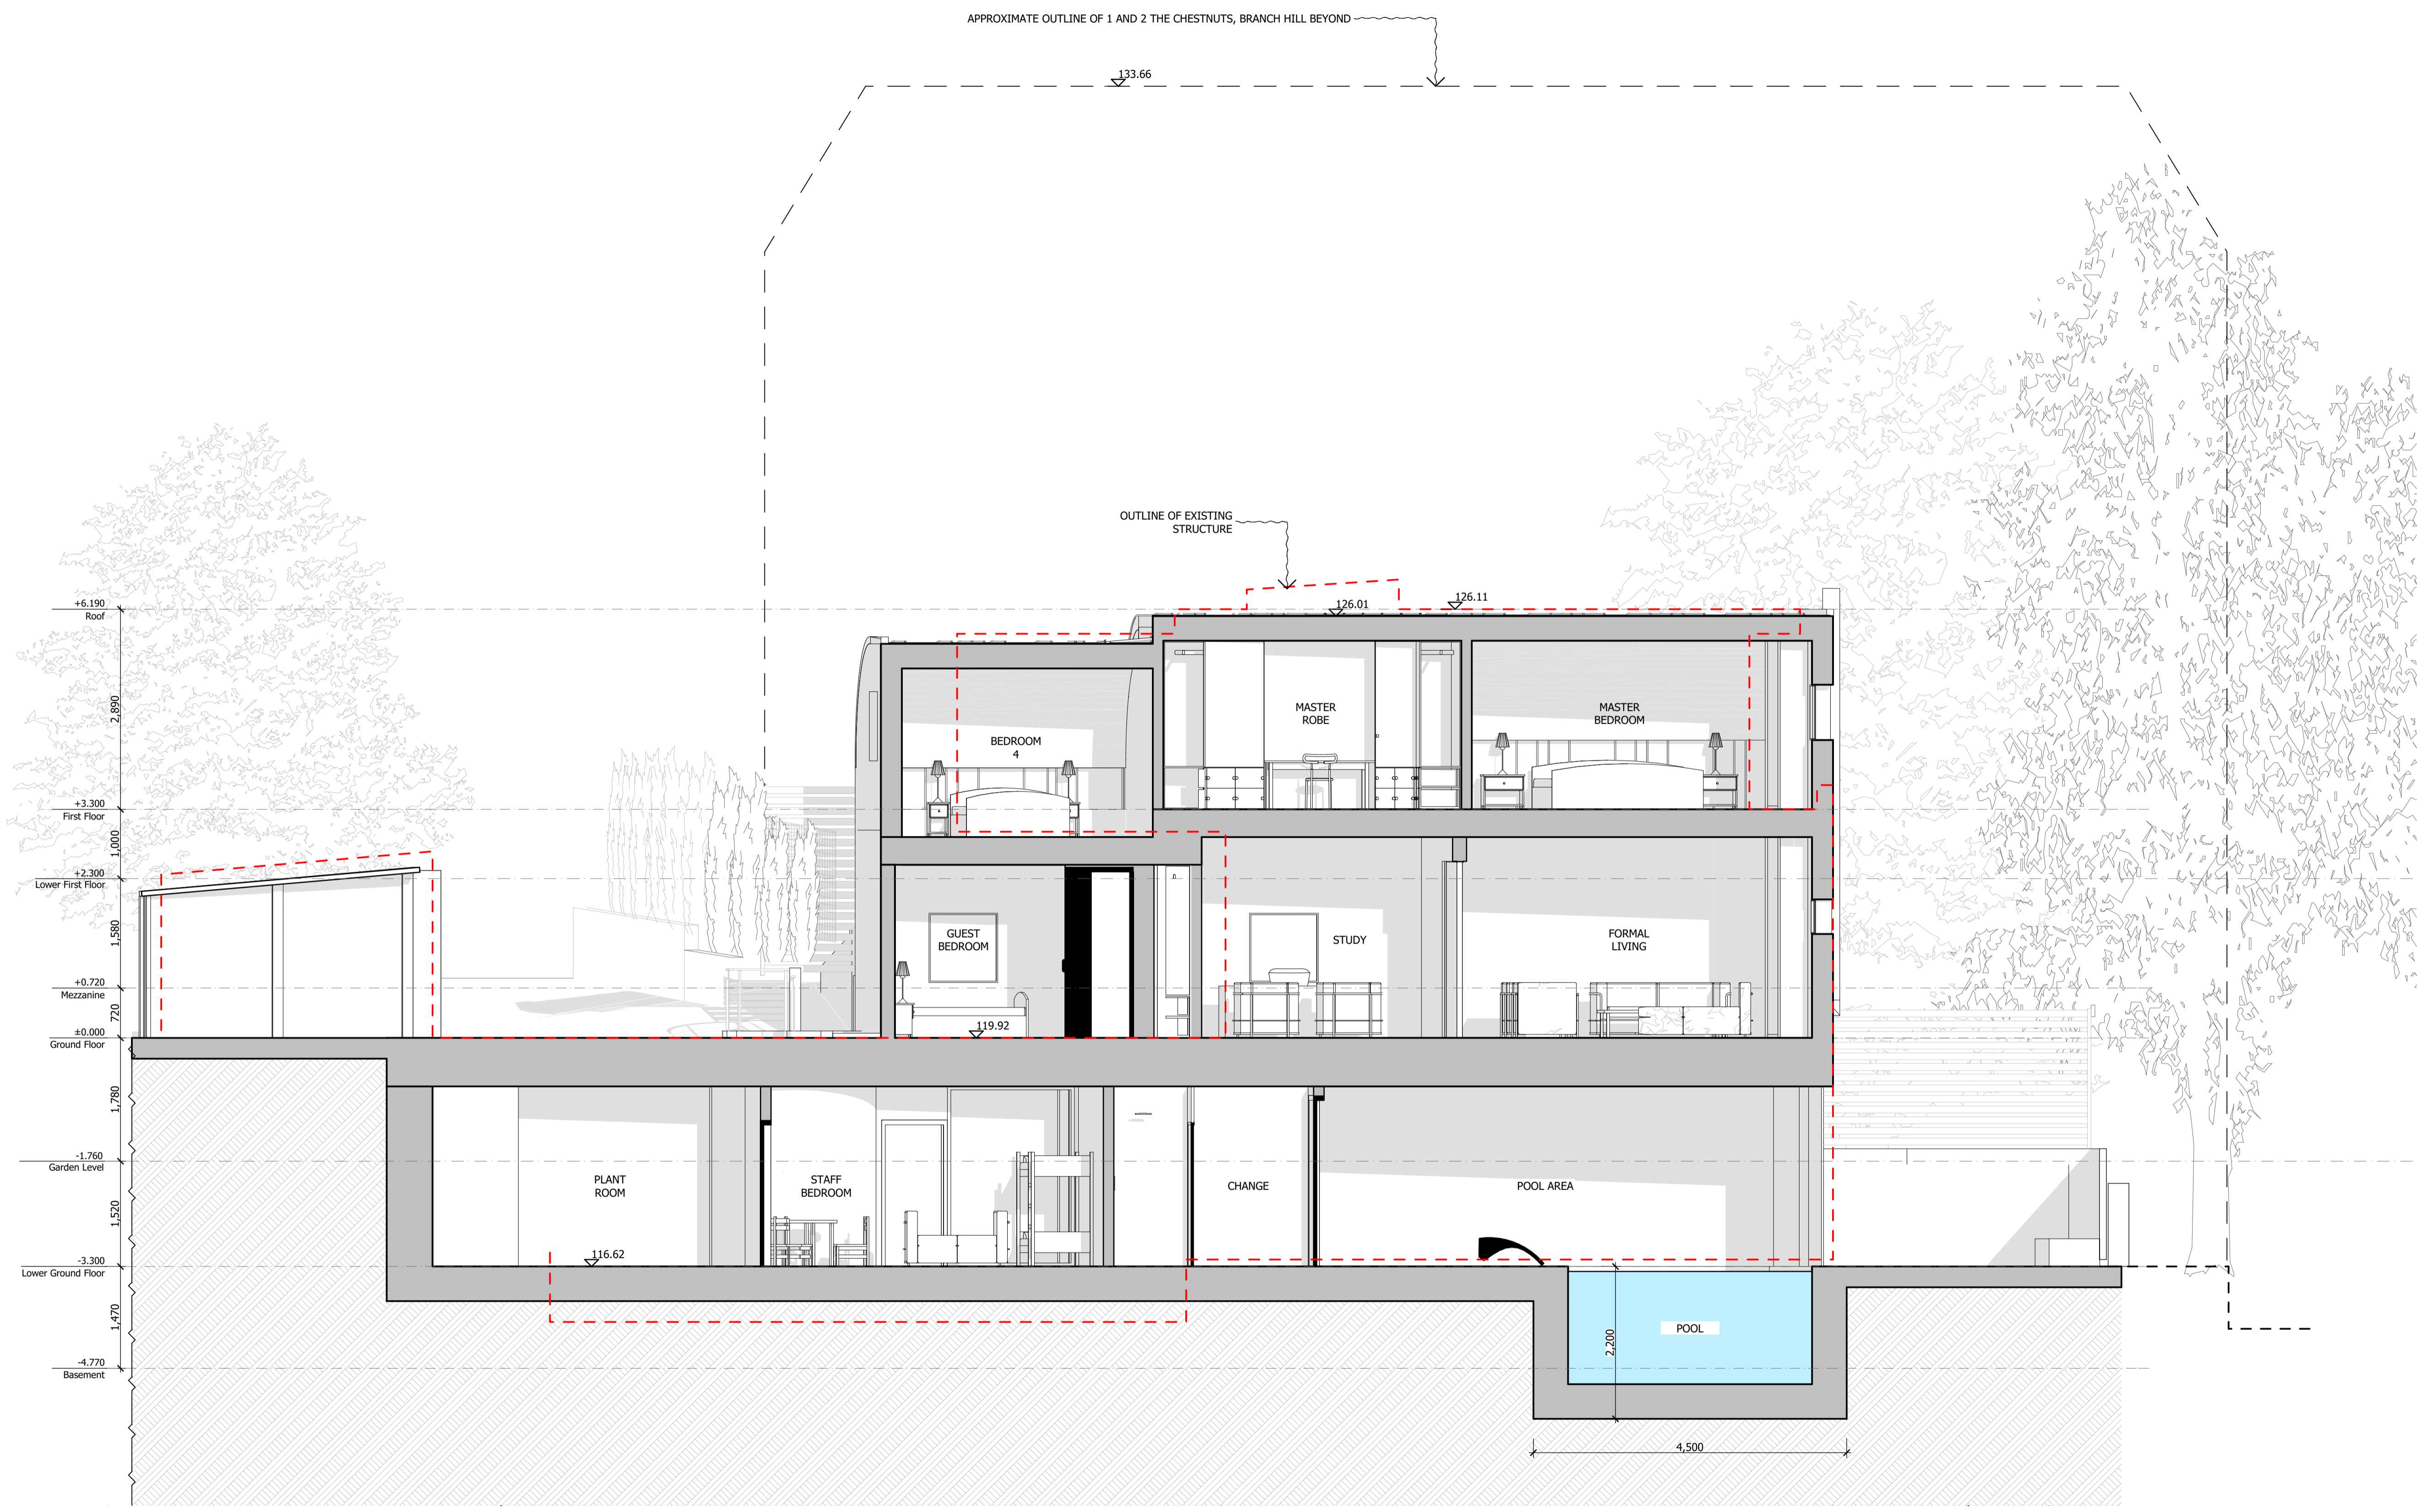 APPROXIMATE OUTLINE OF 1 AND 2 THE CHESTNUTS, BRANCH HILL BEYOND
133.66
OUTLINE OF EXISTING
STRUCTURE
+6.190
Roof
126.01
126.11
2,890
MASTER
ROBE
MASTER
BEDROOM
BEDROOM
4
+3.300
First Floor
1,000
+2.300
Lower First Floor
1,580
GUEST
BEDROOM
STUDY
FORMAL
LIVING
+0.720
Mezzanine
720
±0.000
Ground Floor
119.92
1,780
-1.760
Garden Level
PLANT
ROOM
STAFF
BEDROOM
CHANGE
POOL AREA
1,520
116.62
-3.300
Lower Ground Floor
1,470
2,200
POOL
-4.770
Basement
4,500